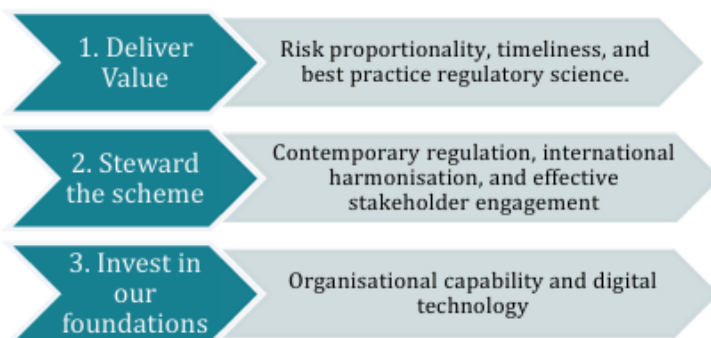 1. Deliver
Value
Risk proportionality, timeliness, and
best practice regulatory science.
2. Steward
the scheme
Contemporary regulation, international
harmonisation, and effective
stakeholder engagement
3. Invest in
our
foundations
Organisational capability and digital
technology